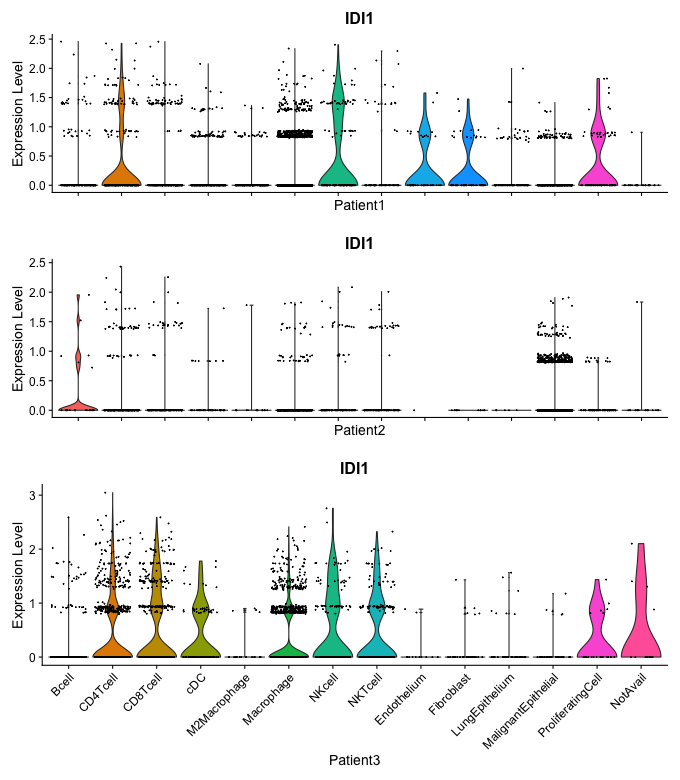 IDI1
Expression Level
2.5
2.0
1.5
1.0
0.5
0.0
Patient1
IDI1
Expression Level
2.5
2.0
1.5
1.0
0.5
0.0
Patient2
IDI1
Expression Level
3
2
1
0
Bcell
CD4Tcell
CD8Tcell
cDC
M2Macrophage
Macrophage
NKcell
NKTcell
Endothelium
Fibroblast
LungEpithelium
MalignantEpithelial
ProliferatingCell
NotAvail
Patient3